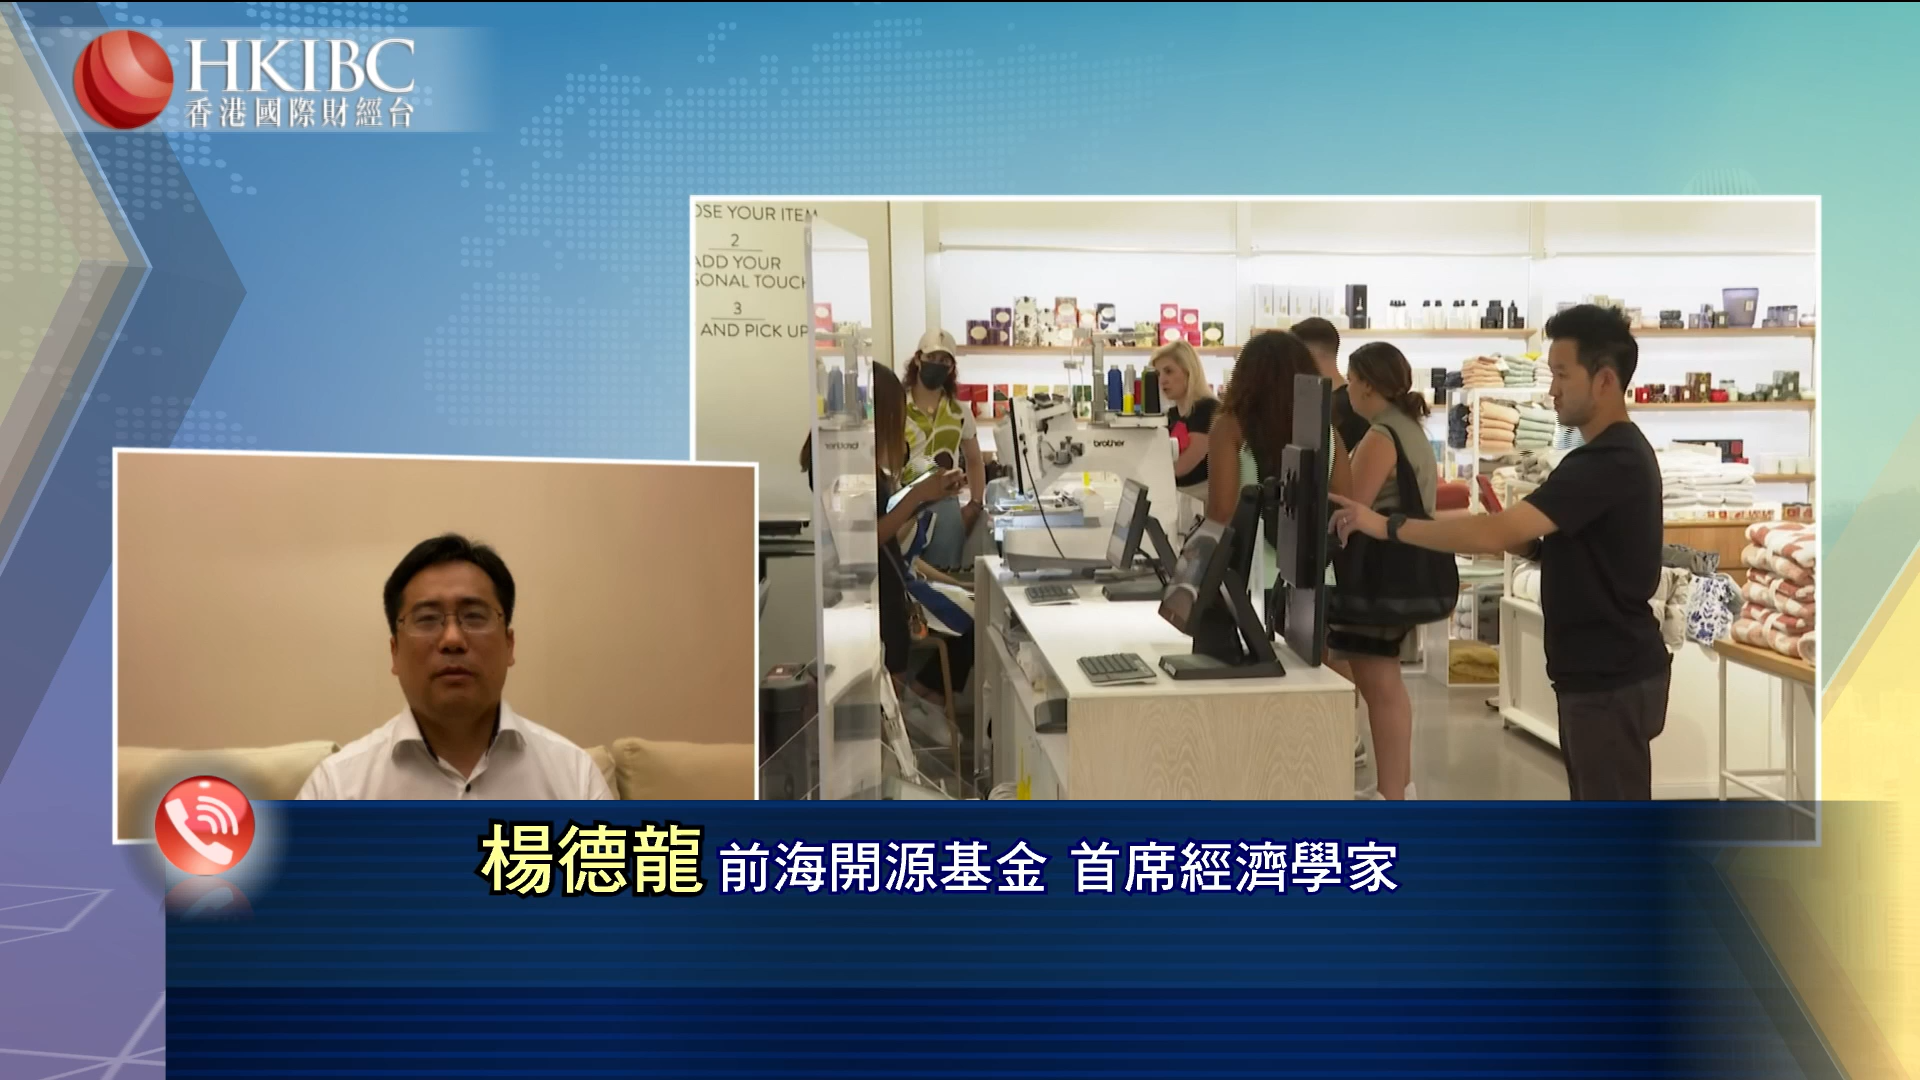 HKIBC
香港國際財經台
OSE YOUR ITEM
2
ADD YOUR
SONAL TOUCH
3
AND PICK UP
brother
楊德龍 前海開源基金 首席經濟學家